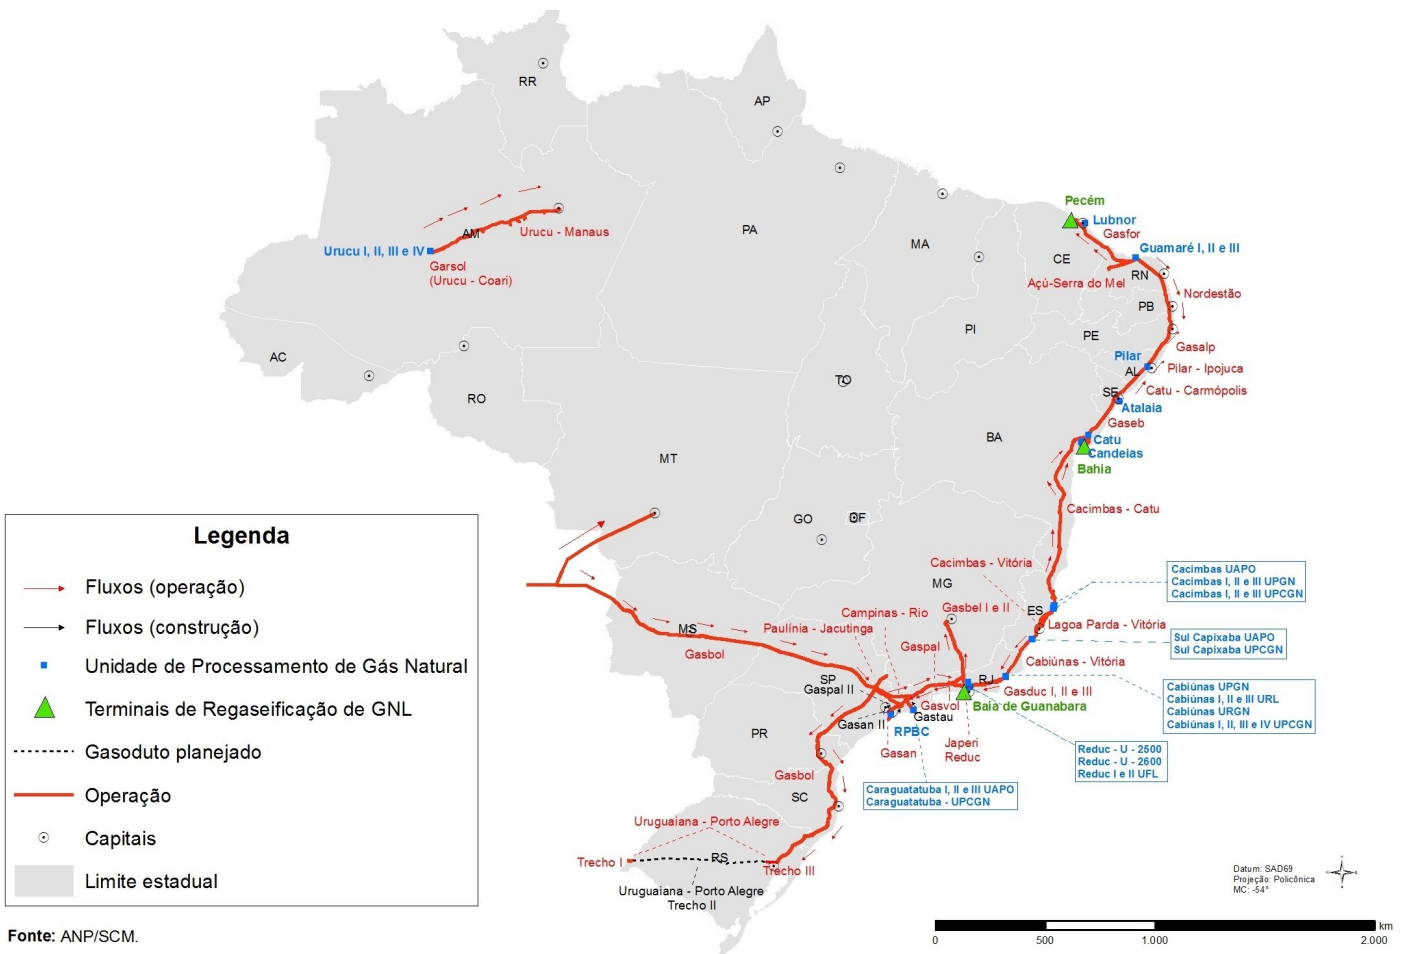 RR
AP
AM
Urucu - Manaus
Urucu I, II, III e IV
Garsol
(Urucu - Coari)
PA
MA
Pecém
Lubnor
Gasfor
Guamaré I, II e III
CE
RN
Açú-Serra do Mel
Nordestão
PB
PI
PE
Gasalp
Pilar
Pilar - Ipojuca
AL
AC
TO
SE
Catu - Carmópolis
Atalaia
RO
Gaseb
BA
Catu
Candeias
Bahia
MT
Cacimbas - Catu
GO
DF
Cacimbas - Vitória
Cacimbas UAPO
Cacimbas I, II e III UPGN
Cacimbas I, II e III UPCGN
MG
Gasbel I e II
ES
Campinas - Rio
Lagoa Parda - Vitória
MS
Paulínia - Jacutinga
Sul Capixaba UAPO
Sul Capixaba UPCGN
Gasbol
Gaspal
Cabiúnas - Vitória
SP
RJ
Gaspal II
Gasduc I, II e III
Cabiúnas UPGN
Cabiúnas I, II e III URL
Cabiúnas URGN
Cabiúnas I, II, III e IV UPCGN
Gasvol
Baía de Guanabara
Gastau
Gasan II
RPBC
PR
Gasan
Japeri
Reduc
Reduc - U - 2500
Reduc - U - 2600
Reduc I e II UFL
Gasbol
Caraguatatuba I, II e III UAPO
Caraguatatuba - UPCGN
SC
Uruguaiana - Porto Alegre
Trecho I
RS
Trecho III
Uruguaiana - Porto Alegre
Trecho II
Legenda
Fluxos (operação)
Fluxos (construção)
Unidade de Processamento de Gás Natural
Terminais de Regaseificação de GNL
Gasoduto planejado
Operação
Capitais
Limite estadual
Datum: SAD69
Projeção: Policônica
MC: -54°
km
0 500 1.000 2.000
Fonte: ANP/SCM.